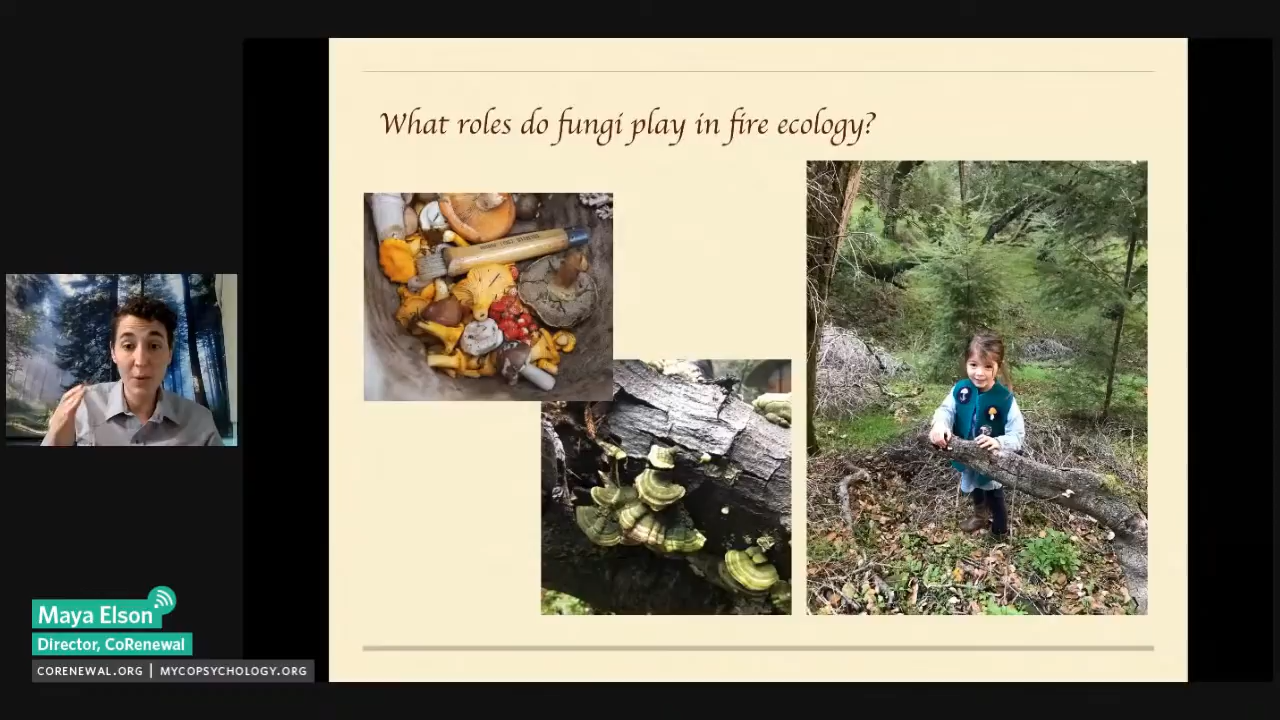 What roles do fungi play in fire ecology?
Maya Elson
Director, CoRenewal
CORENEWAL.ORG | MYCOPSYCHOLOGY.ORG